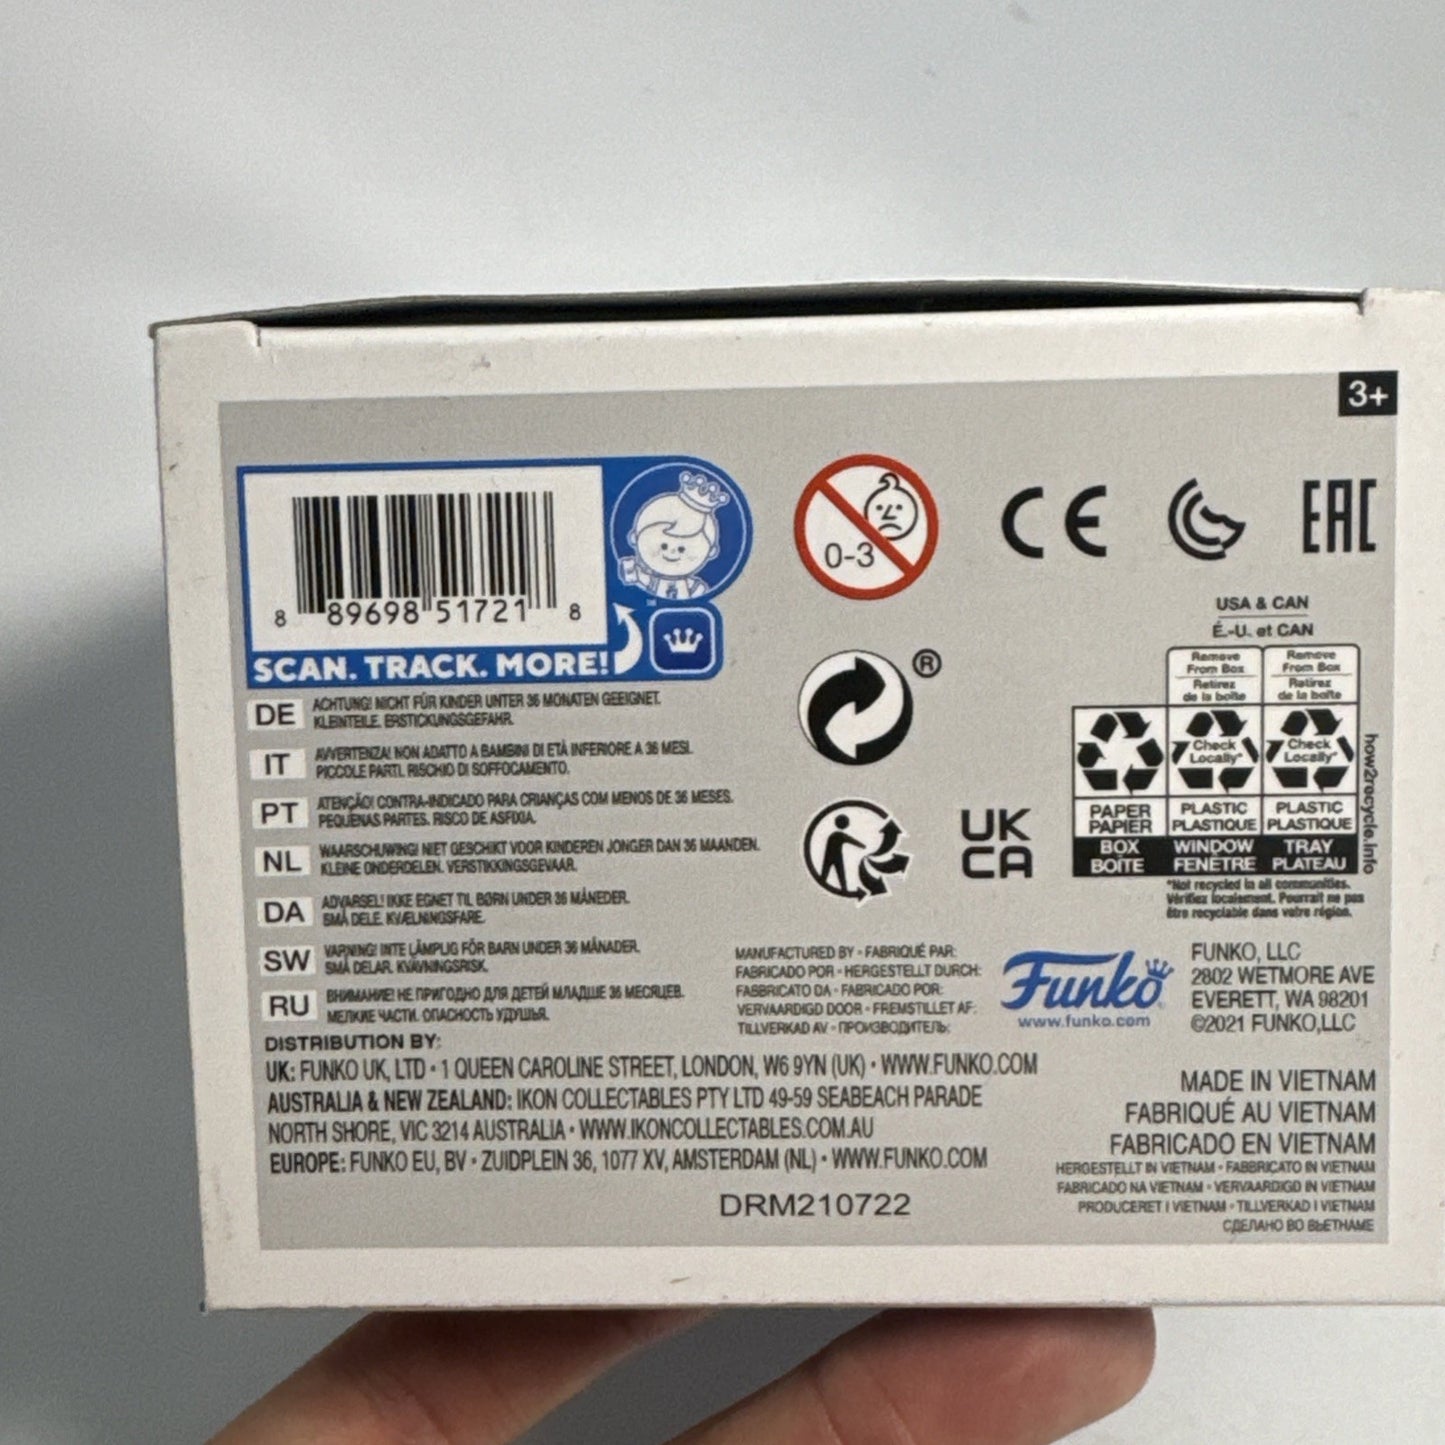 3+
8 89698 51721 8
SCAN. TRACK. MORE!
DE ACHTUNG! NICHT FÜR KINDER UNTER 36 MONATEN GEEIGNET.
KLEINTEILE. ERSTICKUNGSGEFAHR.
IT AVVERTENZA! NON ADATTO A BAMBINI DI ETÀ INFERIORE A 36 MESI.
PICCOLE PARTI. RISCHIO DI SOFFOCAMENTO.
PT ATENÇÃO! CONTRA-INDICADO PARA CRIANÇAS COM MENOS DE 36 MESES.
PEQUENAS PARTES. RISCO DE ASFIXIA.
NL WAARSCHUWING! NIET GESCHIKT VOOR KINDEREN JONGER DAN 36 MAANDEN.
KLEINE ONDERDELEN. VERSTIKKINGSGEVAAR.
DA ADVARSEL! IKKE EGNET TIL BØRN UNDER 36 MÅNEDER.
SMÅ DELE. KVÆLNINGSFARE.
SW VARNING! INTE LÄMPLIG FÖR BARN UNDER 36 MÅNADER.
SMÅ DELAR. KVÄVNINGSRISK.
RU ВНИМАНИЕ! НЕ ПРИГОДНО ДЛЯ ДЕТЕЙ МЛАДШЕ 36 МЕСЯЦЕВ.
МЕЛКИЕ ЧАСТИ. ОПАСНОСТЬ УДУШЬЯ.
0-3
CE
EAC
®
UK
CA
USA & CAN
É.-U. et CAN
Remove
From Box
Retirez
de la boîte
Remove
From Box
Retirez
de la boîte
Check
Locally*
Check
Locally*
PAPER
PAPIER
PLASTIC
PLASTIQUE
PLASTIC
PLASTIQUE
BOX
BOÎTE
WINDOW
FENÊTRE
TRAY
PLATEAU
how2recycle.info
*Not recycled in all communities.
Vérifiez localement. Pourrait ne pas
être recyclable dans votre région.
MANUFACTURED BY • FABRIQUÉ PAR:
FABRICADO POR • HERGESTELLT DURCH:
FABBRICATO DA • FABRICADO POR:
VERVAARDIGD DOOR • FREMSTILLET AF:
TILLVERKAD AV • ПРОИЗВОДИТЕЛЬ:
Funko
www.funko.com
FUNKO, LLC
2802 WETMORE AVE
EVERETT, WA 98201
©2021 FUNKO,LLC
DISTRIBUTION BY:
UK: FUNKO UK, LTD • 1 QUEEN CAROLINE STREET, LONDON, W6 9YN (UK) • WWW.FUNKO.COM
AUSTRALIA & NEW ZEALAND: IKON COLLECTABLES PTY LTD 49-59 SEABEACH PARADE
NORTH SHORE, VIC 3214 AUSTRALIA • WWW.IKONCOLLECTABLES.COM.AU
EUROPE: FUNKO EU, BV • ZUIDPLEIN 36, 1077 XV, AMSTERDAM (NL) • WWW.FUNKO.COM
DRM210722
MADE IN VIETNAM
FABRIQUÉ AU VIETNAM
FABRICADO EN VIETNAM
HERGESTELLT IN VIETNAM • FABBRICATO IN VIETNAM
FABRICADO NA VIETNAM • VERVAARDIGD IN VIETNAM
PRODUCERET I VIETNAM • TILLVERKAD I VIETNAM
СДЕЛАНО ВО ВЬЕТНАМЕ